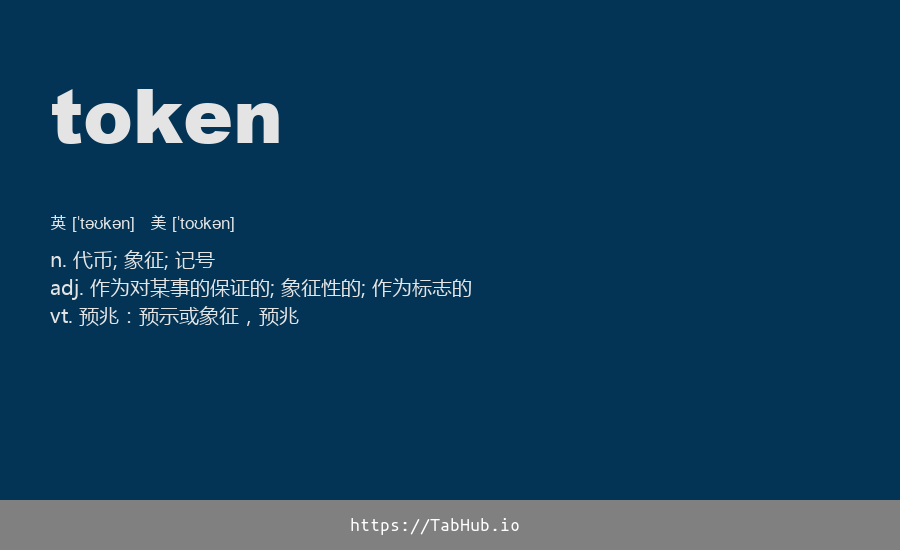 token
英 [ˈtəʊkən] 美 [ˈtoʊkən]
n. 代币; 象征; 记号
adj. 作为对某事的保证的; 象征性的; 作为标志的
vt. 预兆：预示或象征，预兆
https://TabHub.io